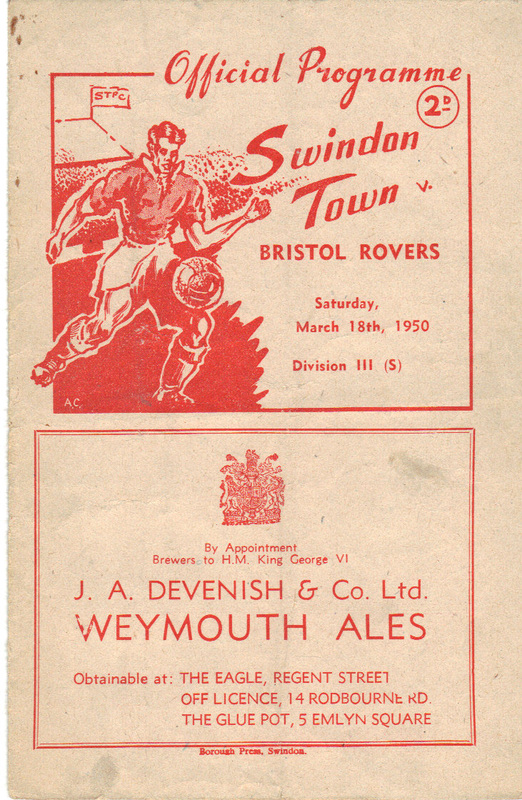 Official Programme
STFC
2D
Swindon
Town v.
BRISTOL ROVERS
Saturday,
March 18th, 1950
Division III (S)
A.C.
By Appointment
Brewers to H.M. King George VI
J. A. DEVENISH & Co. Ltd.
WEYMOUTH ALES
Obtainable at: THE EAGLE, REGENT STREET
OFF LICENCE, 14 RODBOURNE RD.
THE GLUE POT, 5 EMLYN SQUARE
Borough Press, Swindon.